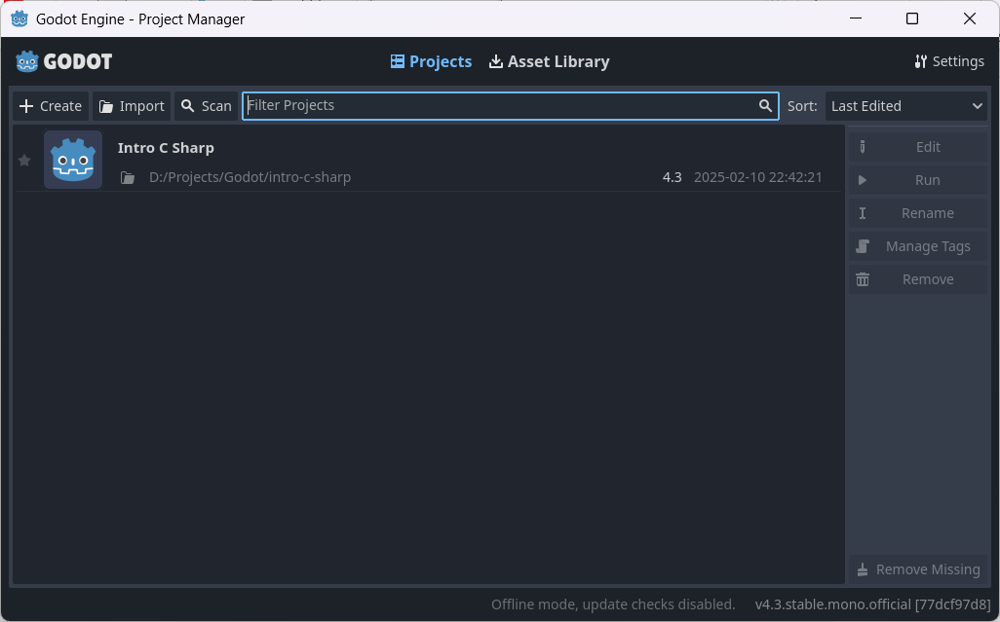 Godot Engine - Project Manager
GODOT
Projects
Asset Library
Settings
Create
Import
Scan
Filter Projects
Sort:
Last Edited
Intro C Sharp
D:/Projects/Godot/intro-c-sharp
4.3
2025-02-10 22:42:21
Edit
Run
Rename
Manage Tags
Remove
Remove Missing
Offline mode, update checks disabled.
v4.3.stable.mono.official [77dcf97d8]